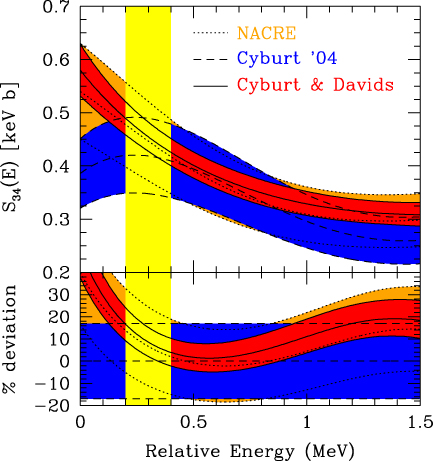 0.7
NACRE
Cyburt '04
0.6
Cyburt & Davids
S₃₄(E) [keV b]
0.5
0.4
0.3
0.2
% deviation
30
20
10
0
−10
−20
0
0.5
1
1.5
Relative Energy (MeV)